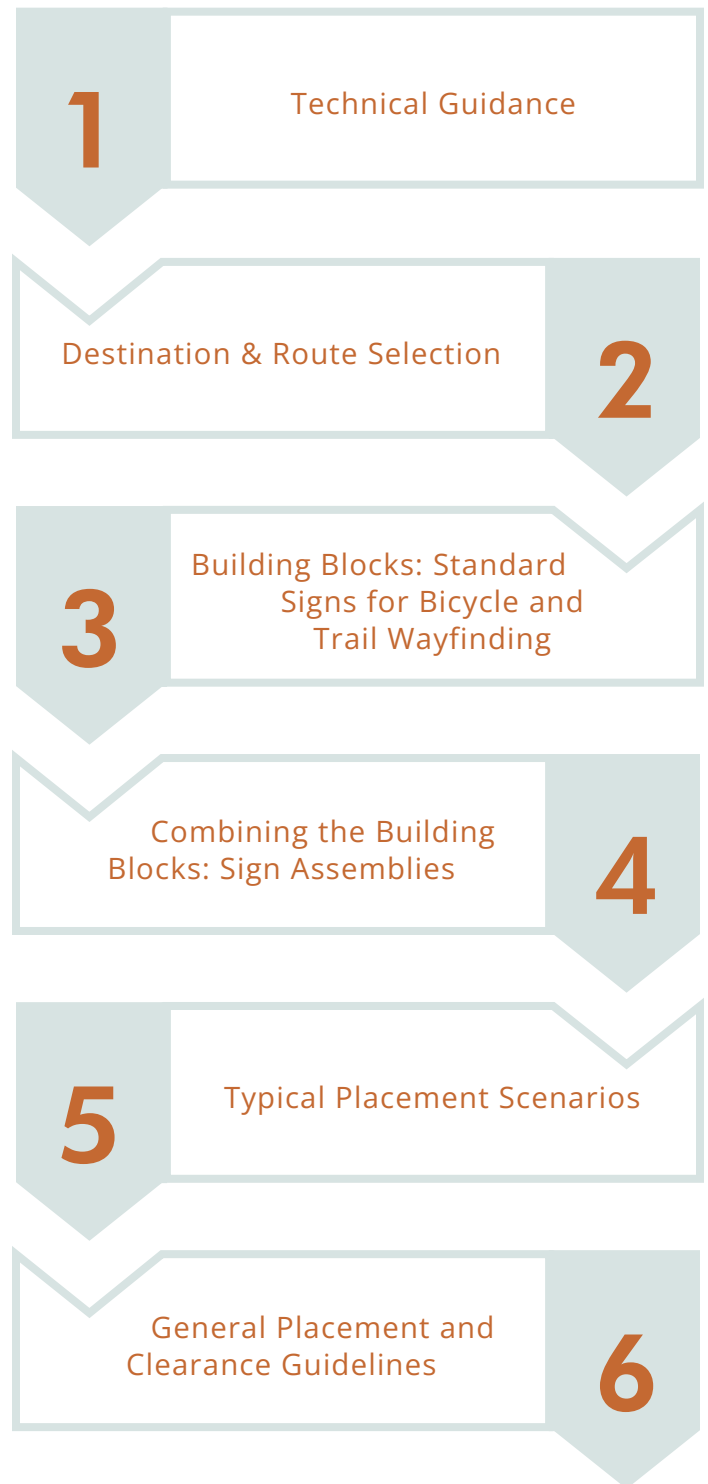 1
Technical Guidance
Destination & Route Selection
2
3
Building Blocks: Standard
Signs for Bicycle and
Trail Wayfinding
Combining the Building
Blocks: Sign Assemblies
4
5
Typical Placement Scenarios
General Placement and
Clearance Guidelines
6